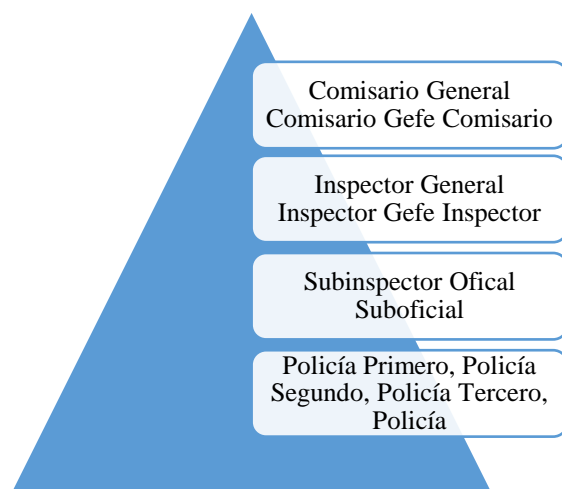 Comisario General
Comisario Gefe Comisario
Inspector General
Inspector Gefe Inspector
Subinspector Ofical
Suboficial
Policía Primero, Policía
Segundo, Policía Tercero,
Policía